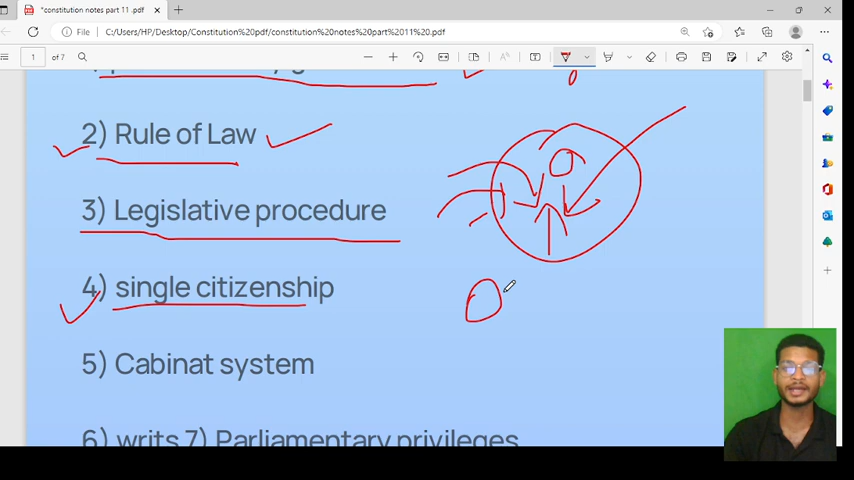 *constitution notes part 11 .pdf
File
C:/Users/HP/Desktop/Constitution%20pdf/constitution%20notes%20part%2011%20.pdf
1 of 7
2) Rule of Law
3) Legislative procedure
4) single citizenship
5) Cabinat system
6) writs 7) Parliamentary privileges